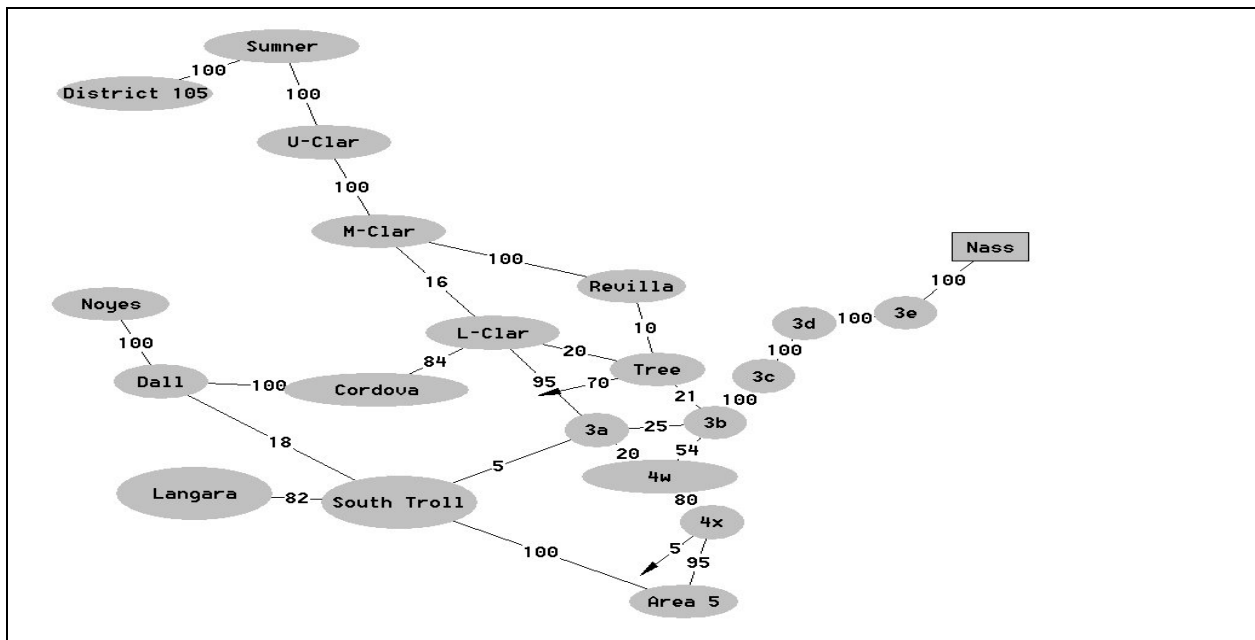 Sumner
100
District 105
100
U-Clar
100
M-Clar
100
Nass
16
Revilla
100
Noyes
3e
3d
100
10
L-Clar
100
20
100
84
Tree
3c
Dall
100
Cordova
95
70
21
100
3a
25
3b
18
20
54
5
4w
Langara
82
South Troll
80
4x
100
5
95
Area 5